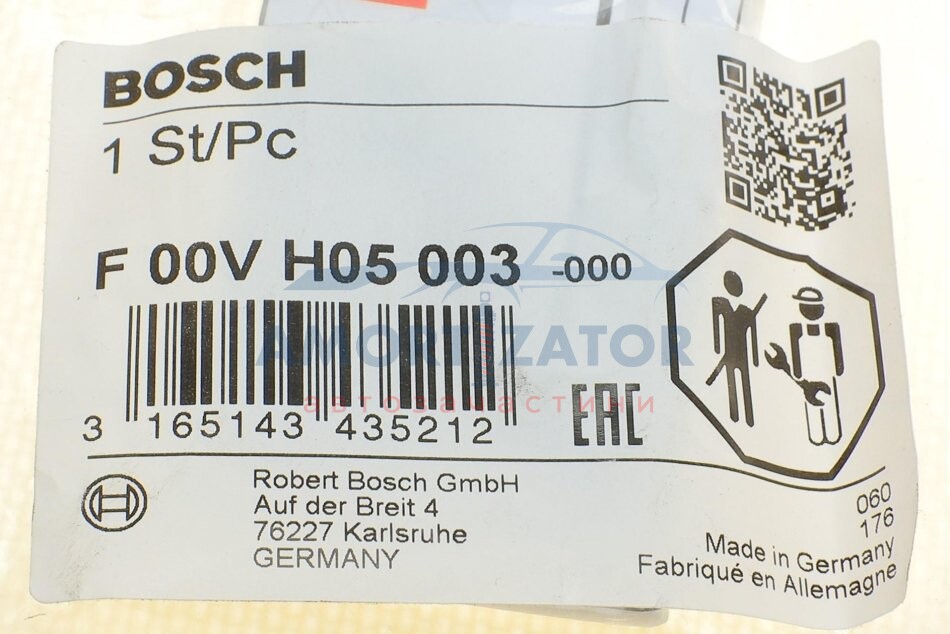 BOSCH
1 St/Pc
F 00V H05 003 -000
AMORTIZATOR
автозапчастини
3 165143 435212
EAC
Robert Bosch GmbH
Auf der Breit 4
76227 Karlsruhe
GERMANY
060
176
Made in Germany
Fabriqué en Allemagne